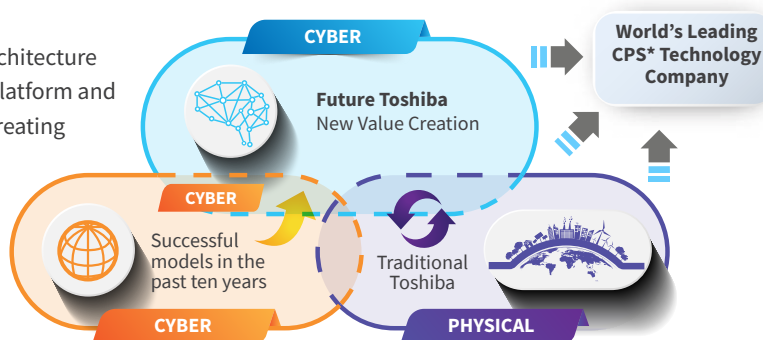 chitecture
latform and
reating
CYBER
Future Toshiba
New Value Creation
World’s Leading
CPS* Technology
Company
CYBER
Successful
models in the
past ten years
CYBER
Traditional
Toshiba
PHYSICAL